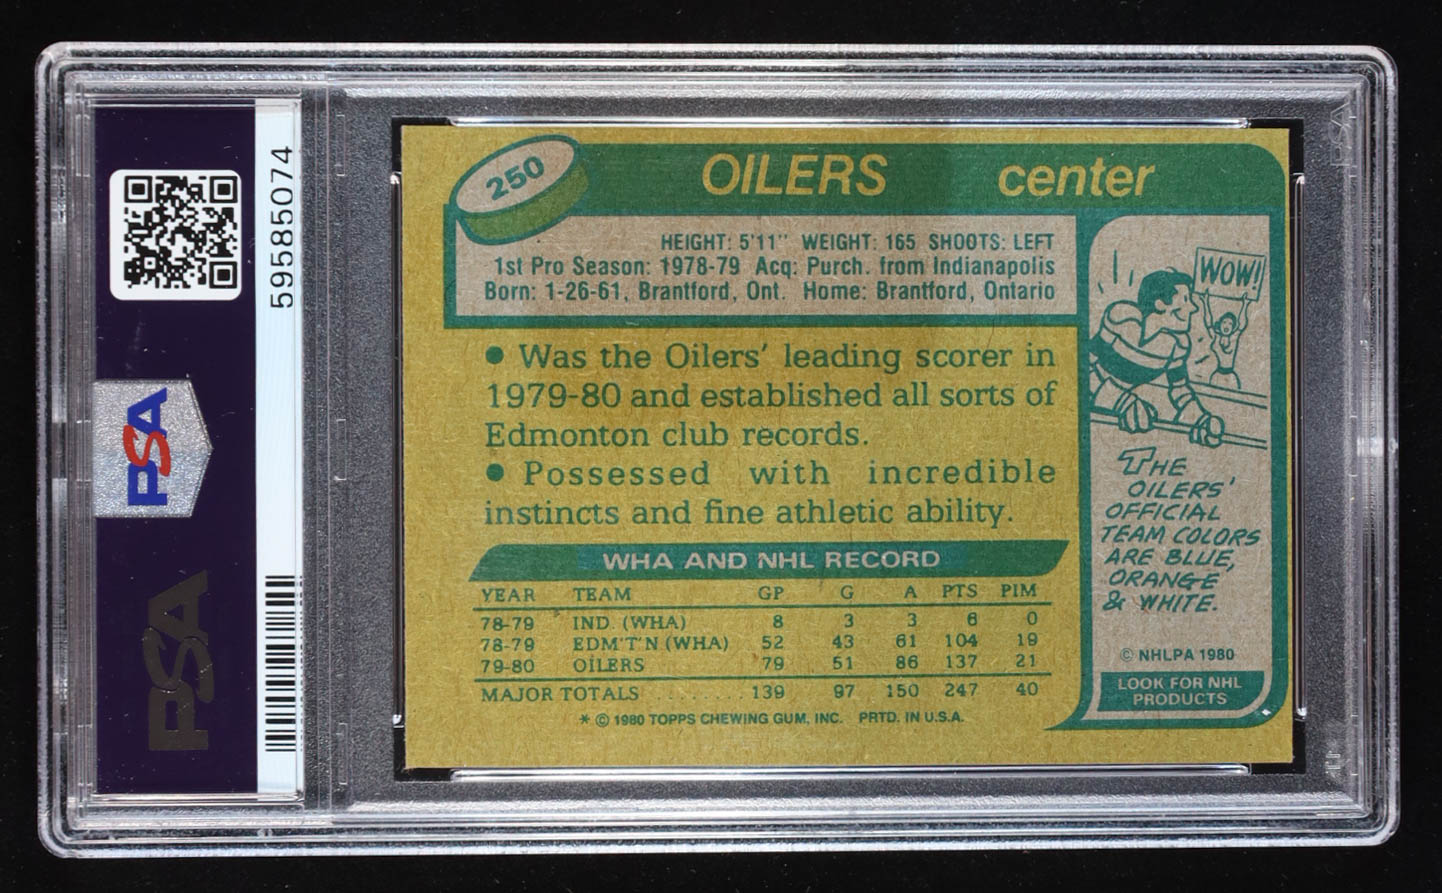 59585074
PSA
PSA
250
OILERS center
HEIGHT: 5'11" WEIGHT: 165 SHOOTS: LEFT
1st Pro Season: 1978-79 Acq: Purch. from Indianapolis
Born: 1-26-61, Brantford, Ont. Home: Brantford, Ontario
• Was the Oilers' leading scorer in
1979-80 and established all sorts of
Edmonton club records.
• Possessed with incredible
instincts and fine athletic ability.
WHA AND NHL RECORD
YEAR TEAM GP G A PTS PIM
78-79 IND. (WHA) 8 3 3 6 0
78-79 EDM'T'N (WHA) 52 43 61 104 19
79-80 OILERS 79 51 86 137 21
MAJOR TOTALS ........ 139 97 150 247 40
* © 1980 TOPPS CHEWING GUM, INC. PRTD. IN U.S.A.
WOW!
THE
OILERS'
OFFICIAL
TEAM COLORS
ARE BLUE,
ORANGE
& WHITE.
© NHLPA 1980
LOOK FOR NHL
PRODUCTS